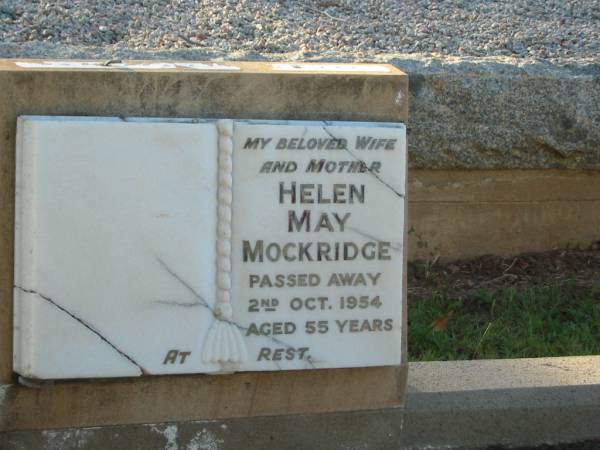 MY BELOVED WIFE
AND MOTHER
HELEN
MAY
MOCKRIDGE
PASSED AWAY
2ND OCT. 1954
AGED 55 YEARS
AT REST.